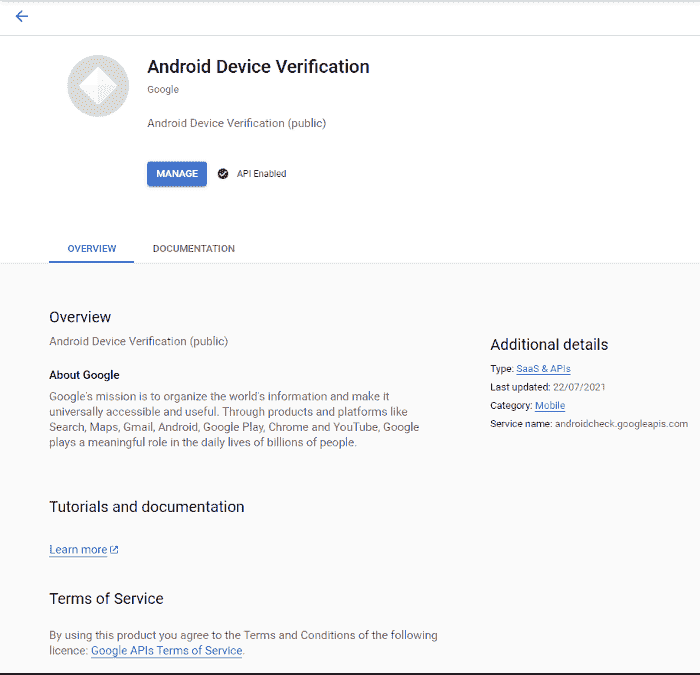 Android Device Verification
Google
Android Device Verification (public)
MANAGE API Enabled
OVERVIEW DOCUMENTATION
Overview
Android Device Verification (public)
About Google
Google's mission is to organize the world's information and make it
universally accessible and useful. Through products and platforms like
Search, Maps, Gmail, Android, Google Play, Chrome and YouTube, Google
plays a meaningful role in the daily lives of billions of people.
Additional details
Type: SaaS & APIs
Last updated: 22/07/2021
Category: Mobile
Service name: androidcheck.googleapis.com
Tutorials and documentation
Learn more
Terms of Service
By using this product you agree to the Terms and Conditions of the following
licence: Google APIs Terms of Service.